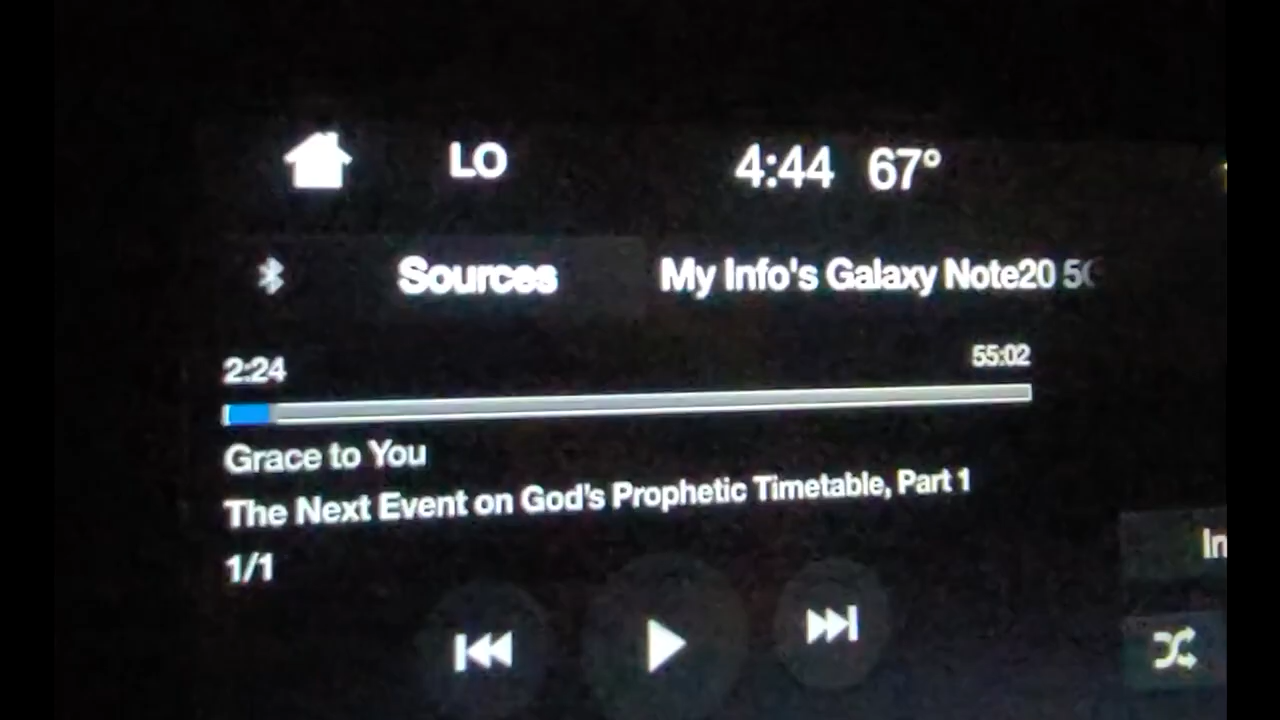 LO 4:44 67°
Sources My Info's Galaxy Note20 5
2:24 55:02
Grace to You
The Next Event on God's Prophetic Timetable, Part 1
1/1